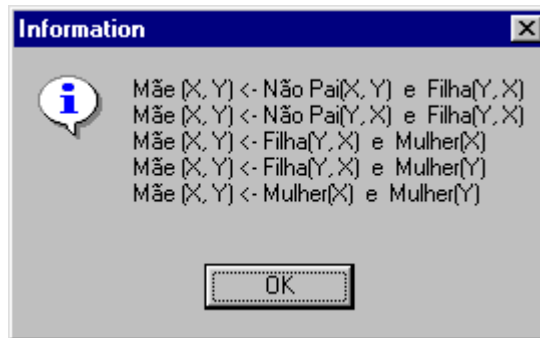 Information
Mãe (X, Y) <- Não Pai(X, Y) e Filha(Y, X)
Mãe (X, Y) <- Não Pai(Y, X) e Filha(Y, X)
Mãe (X, Y) <- Filha(Y, X) e Mulher(X)
Mãe (X, Y) <- Filha(Y, X) e Mulher(Y)
Mãe (X, Y) <- Mulher(X) e Mulher(Y)
OK